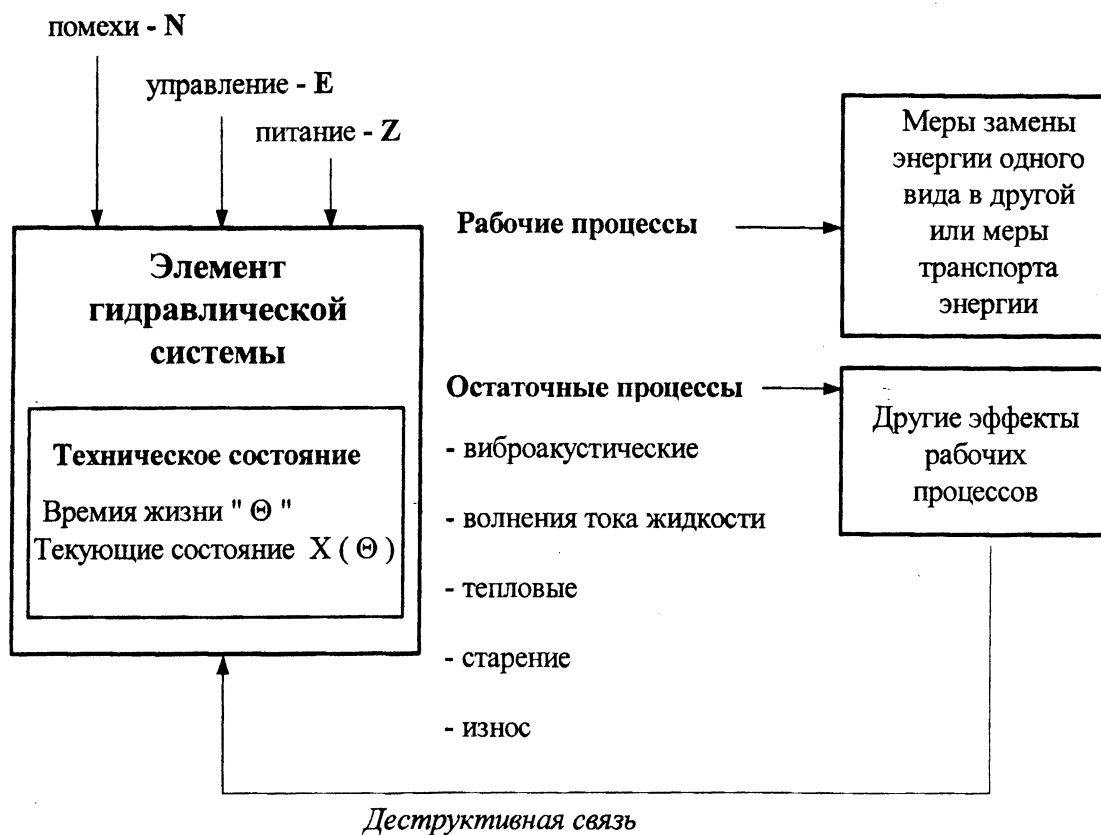 помехи - N
управление - E
питание - Z
Элемент
гидравлической
системы
Техническое состояние
Времия жизни " Θ "
Текующие состояние X ( Θ )
Рабочие процессы
Меры замены
энергии одного
вида в другой
или меры
транспорта
энергии
Остаточные процессы
- виброакустические
- волнения тока жидкости
- тепловые
- старение
- износ
Другие эффекты
рабочих
процессов
Деструктивная связь